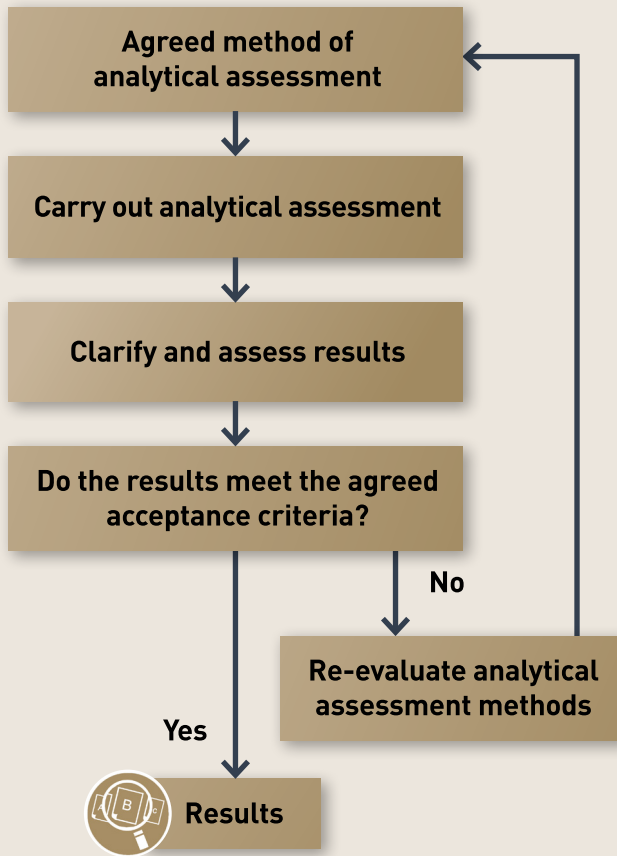 Agreed method of
analytical assessment
Carry out analytical assessment
Clarify and assess results
Do the results meet the agreed
acceptance criteria?
No
Re-evaluate analytical
assessment methods
Yes
A
B
C
Results